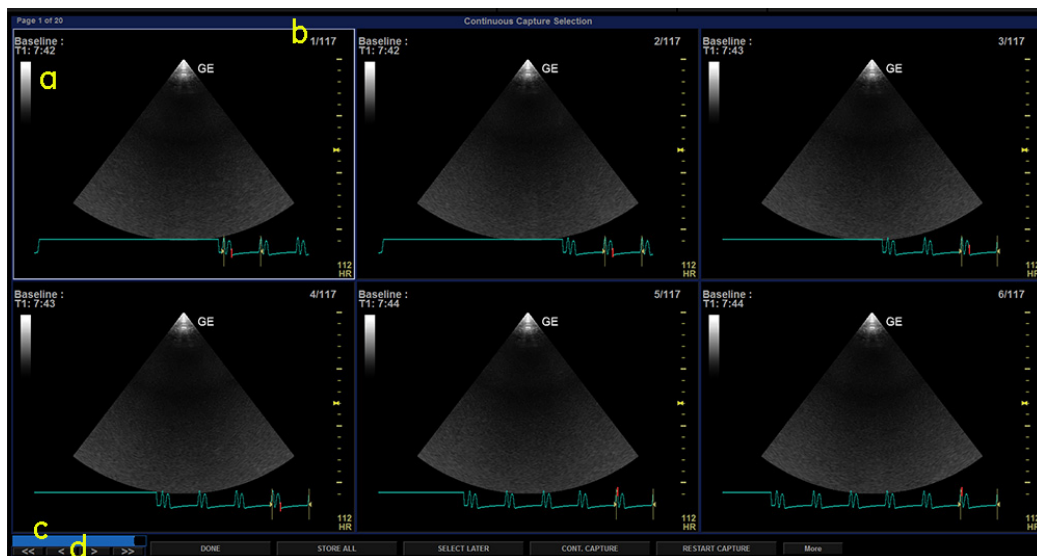 Page 1 of 20
Continuous Capture Selection
Baseline :
T1: 7:42
1/117
a
b
GE
112
HR
Baseline :
T1: 7:42
2/117
GE
112
HR
Baseline :
T1: 7:43
3/117
GE
112
HR
Baseline :
T1: 7:43
4/117
GE
112
HR
Baseline :
T1: 7:44
5/117
GE
112
HR
Baseline :
T1: 7:44
6/117
GE
112
HR
c
d
<< < > >> DONE STORE ALL SELECT LATER CONT. CAPTURE RESTART CAPTURE More